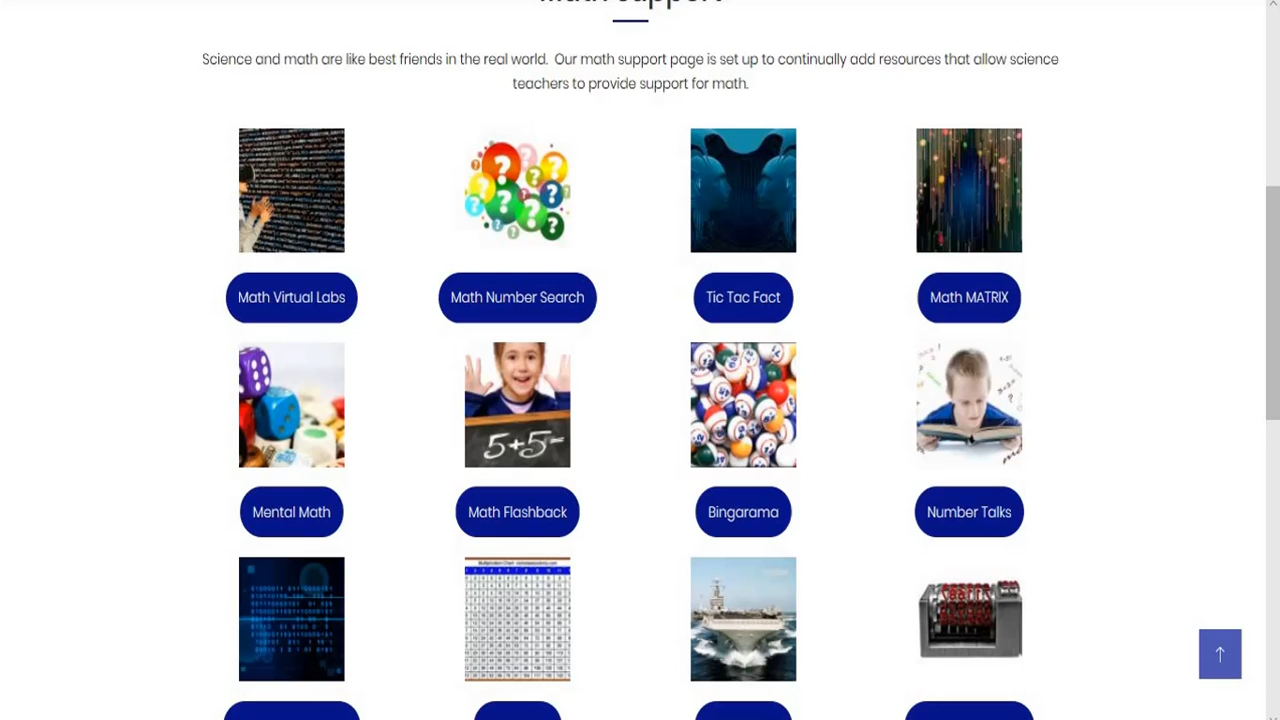 Math Support
Science and math are like best friends in the real world. Our math support page is set up to continually add resources that allow science
teachers to provide support for math.
Math Virtual Labs
Math Number Search
Tic Tac Fact
Math MATRIX
5+5=
Mental Math
Math Flashback
Bingarama
Number Talks